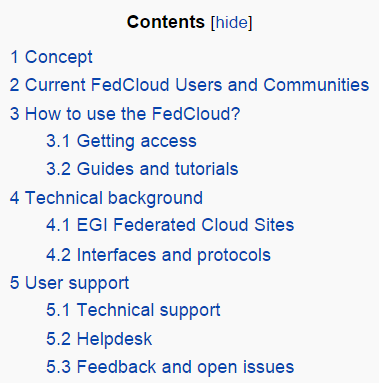 Contents [hide]
1 Concept
2 Current FedCloud Users and Communities
3 How to use the FedCloud?
3.1 Getting access
3.2 Guides and tutorials
4 Technical background
4.1 EGI Federated Cloud Sites
4.2 Interfaces and protocols
5 User support
5.1 Technical support
5.2 Helpdesk
5.3 Feedback and open issues